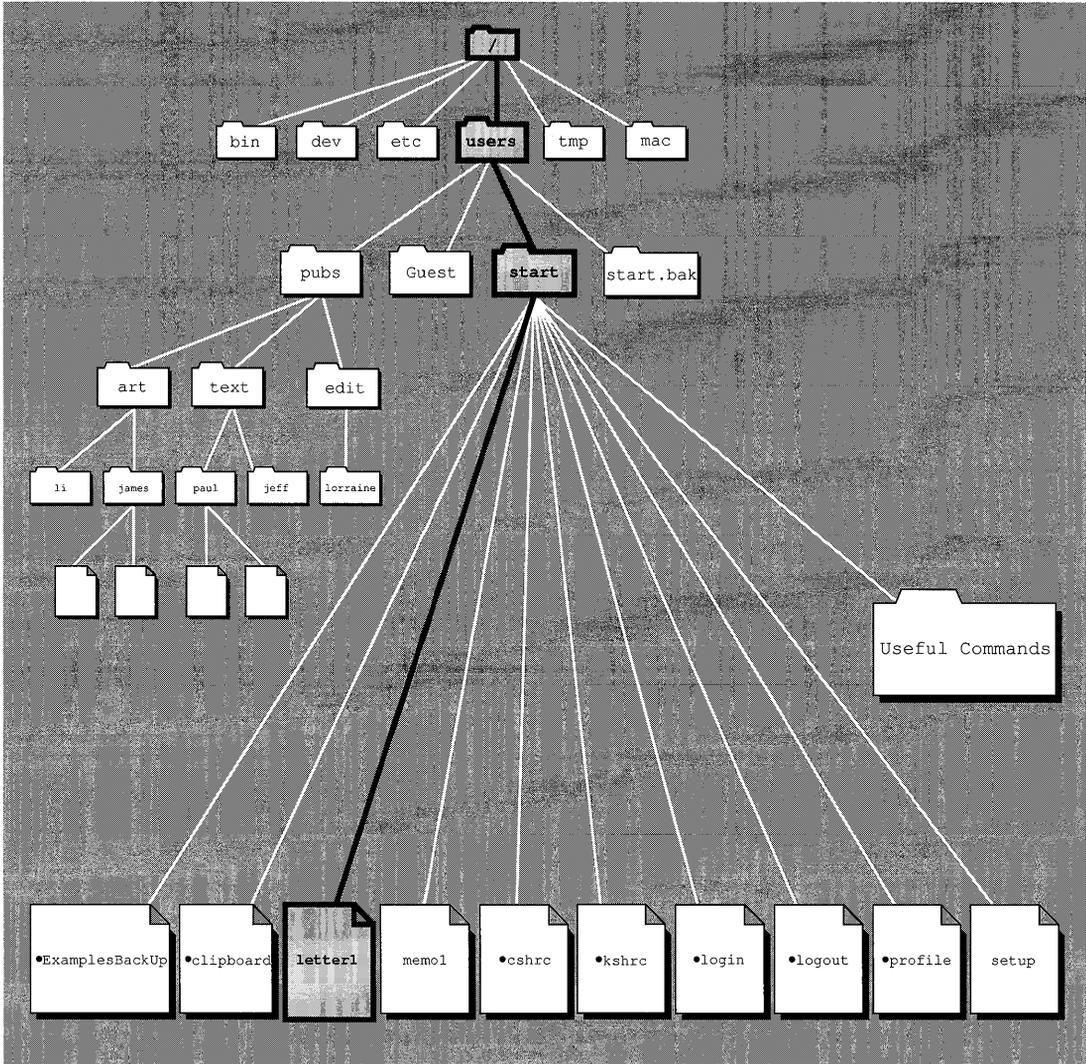 /
bin dev etc users tmp mac
pubs Guest start start.bak
art text edit
li james paul jeff lorraine
Useful Commands
•ExamplesBackUp •clipboard letter1 memo1 •cshrc •kshrc •login •logout •profile setup